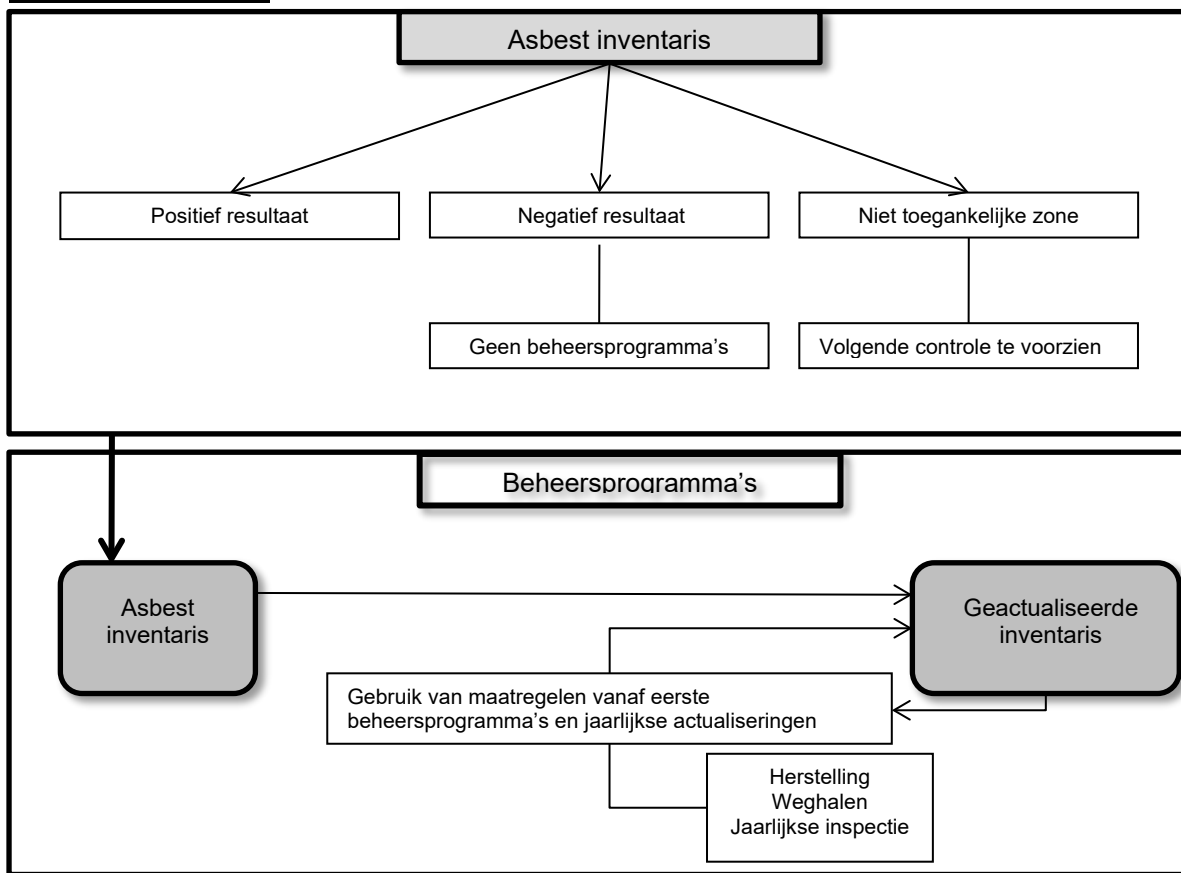 Asbest inventaris
Positief resultaat
Negatief resultaat
Niet toegankelijke zone
Geen beheersprogramma’s
Volgende controle te voorzien
Beheersprogramma’s
Asbest
inventaris
Geactualiseerde
inventaris
Gebruik van maatregelen vanaf eerste
beheersprogramma’s en jaarlijkse actualiseringen
Herstelling
Weghalen
Jaarlijkse inspectie